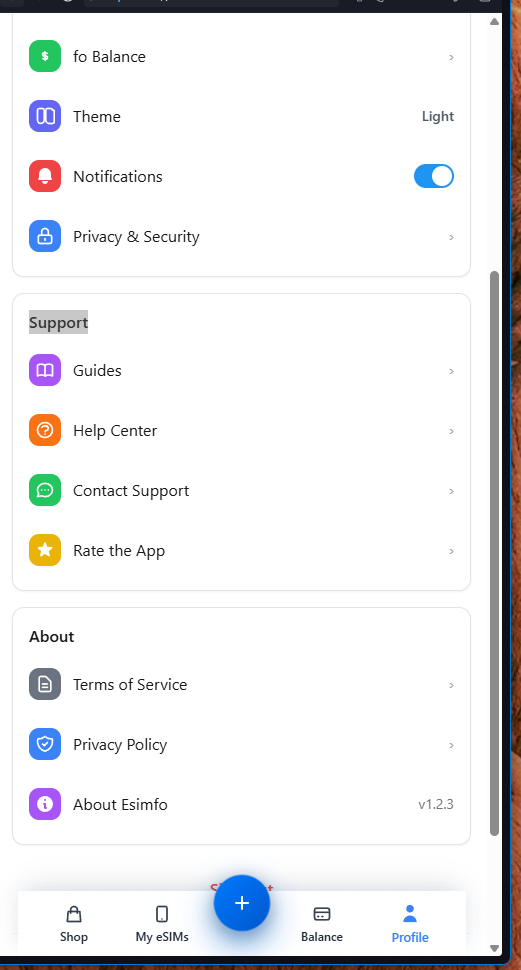 $
fo Balance
Theme
Light
Notifications
Privacy & Security
Support
Guides
Help Center
Contact Support
Rate the App
About
Terms of Service
Privacy Policy
About Esimfo
v1.2.3
Shop
My eSIMs
+
Balance
Profile